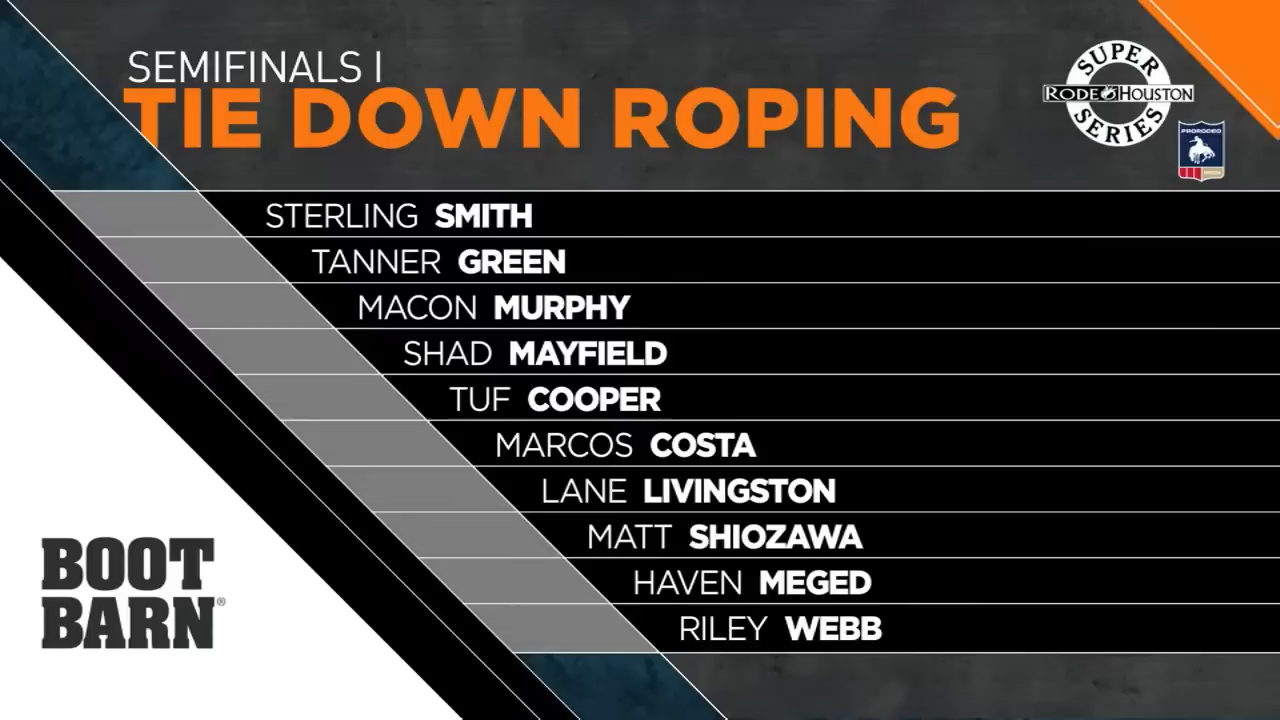 SEMIFINALS I
TIE DOWN ROPING
SUPER
RODEOHOUSTON
SERIES
PRORODEO
STERLING SMITH
TANNER GREEN
MACON MURPHY
SHAD MAYFIELD
TUF COOPER
MARCOS COSTA
LANE LIVINGSTON
MATT SHIOZAWA
HAVEN MEGED
RILEY WEBB
BOOT
BARN®